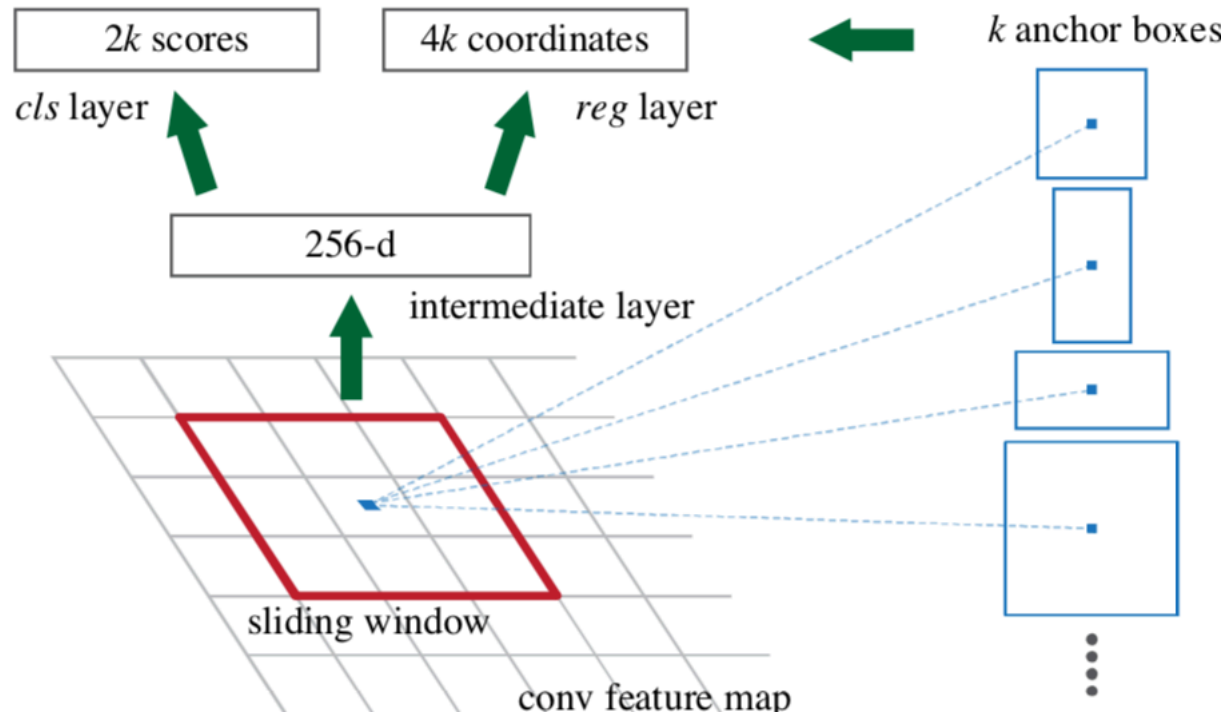 2k scores
4k coordinates
k anchor boxes
cls layer
reg layer
256-d
intermediate layer
sliding window
conv feature map